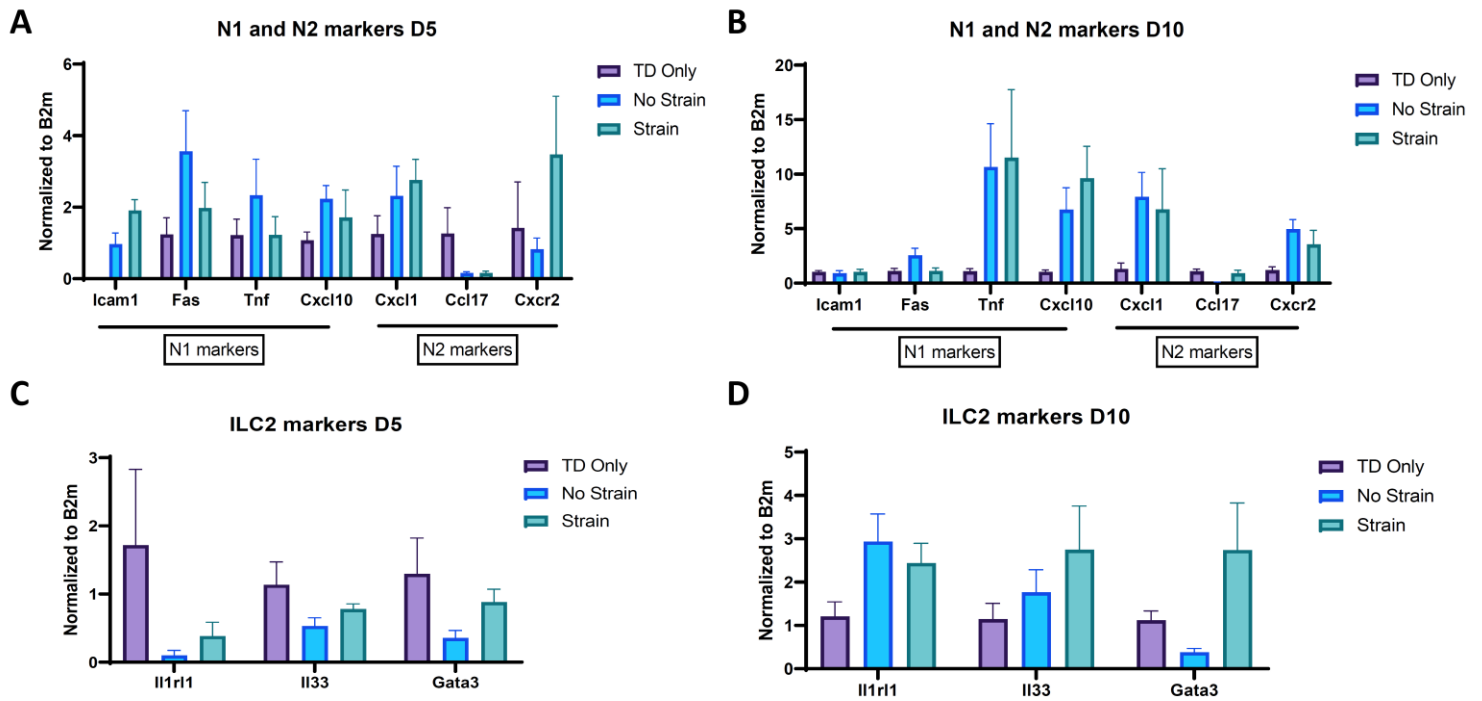 A
N1 and N2 markers D5
Normalized to B2m
6
4
2
0
Icam1 Fas Tnf Cxcl10 Cxcl1 Ccl17 Cxcr2
N1 markers N2 markers
TD Only
No Strain
Strain
B
N1 and N2 markers D10
Normalized to B2m
20
15
10
5
0
Icam1 Fas Tnf Cxcl10 Cxcl1 Ccl17 Cxcr2
N1 markers N2 markers
TD Only
No Strain
Strain
C
ILC2 markers D5
Normalized to B2m
3
2
1
0
Il1rl1 Il33 Gata3
TD Only
No Strain
Strain
D
ILC2 markers D10
Normalized to B2m
5
4
3
2
1
0
Il1rl1 Il33 Gata3
TD Only
No Strain
Strain